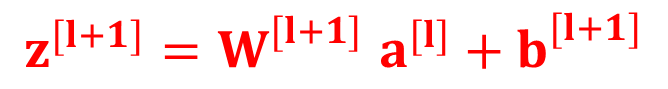 z[l+1] = W[l+1] a[l] + b[l+1]